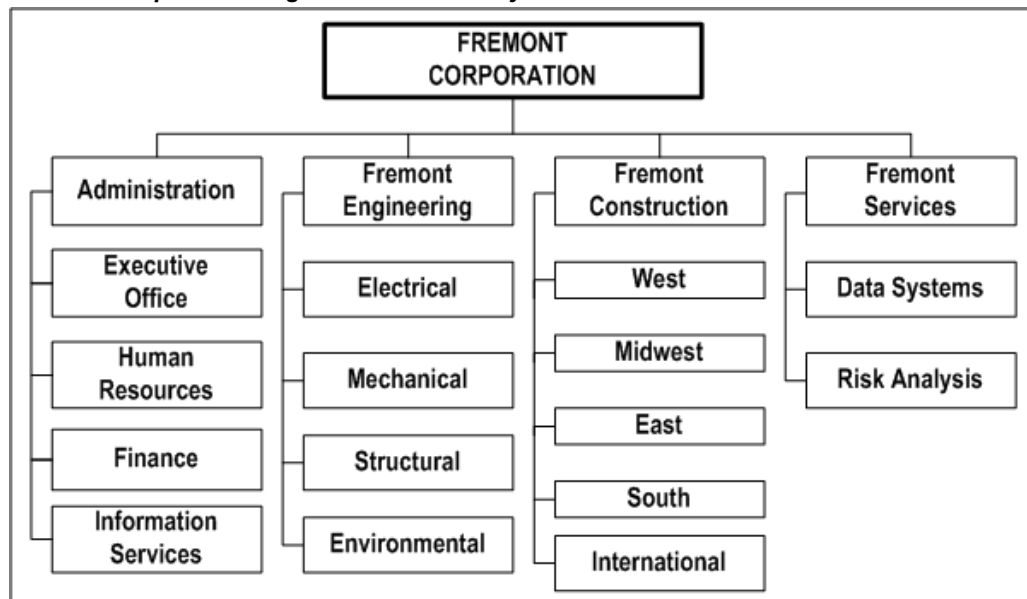 FREMONT
CORPORATION
Administration
Executive
Office
Human
Resources
Finance
Information
Services
Fremont
Engineering
Electrical
Mechanical
Structural
Environmental
Fremont
Construction
West
Midwest
East
South
International
Fremont
Services
Data Systems
Risk Analysis